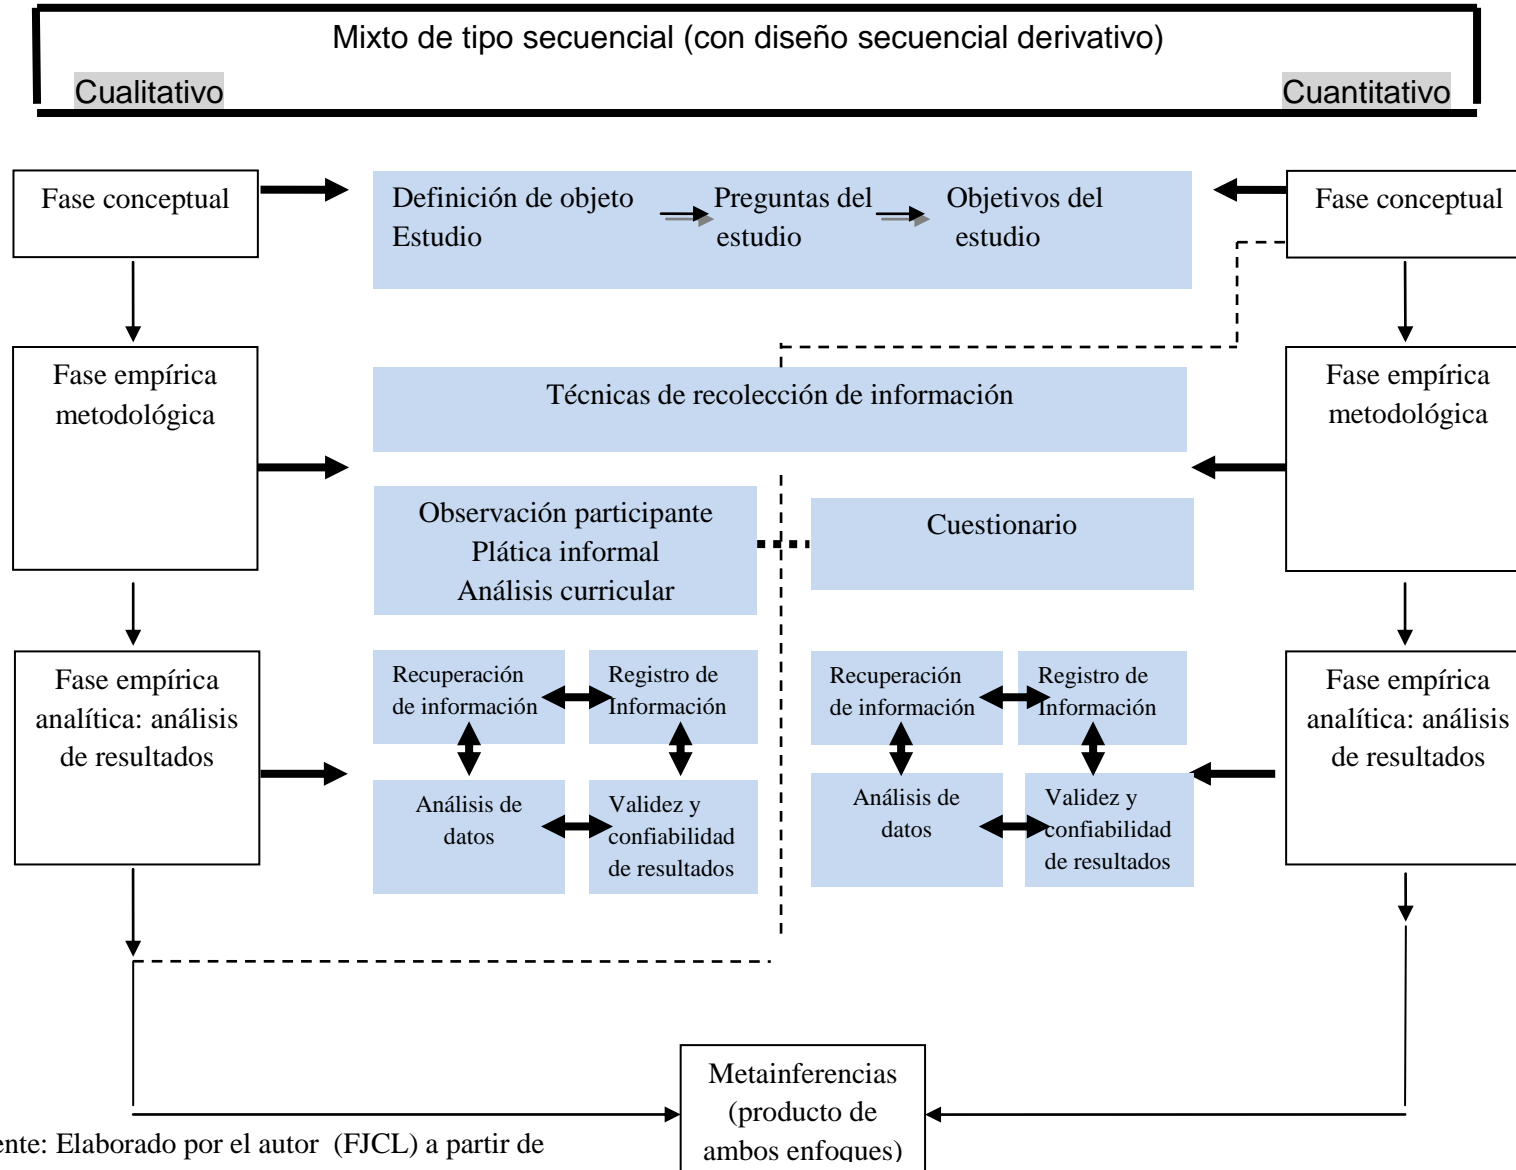 Mixto de tipo secuencial (con diseño secuencial derivativo)
Cualitativo
Cuantitativo
Fase conceptual
Definición de objeto
Estudio
Preguntas del
estudio
Objetivos del
estudio
Fase conceptual
Fase empírica
metodológica
Técnicas de recolección de información
Fase empírica
metodológica
Observación participante
Plática informal
Análisis curricular
Cuestionario
Fase empírica
analítica: análisis
de resultados
Recuperación
de información
Registro de
Información
Análisis de
datos
Validez y
confiabilidad
de resultados
Recuperación
de información
Registro de
Información
Análisis de
datos
Validez y
confiabilidad
de resultados
Fase empírica
analítica: análisis
de resultados
Metainferencias
(producto de
ambos enfoques)
ente: Elaborado por el autor (FJCL) a partir de